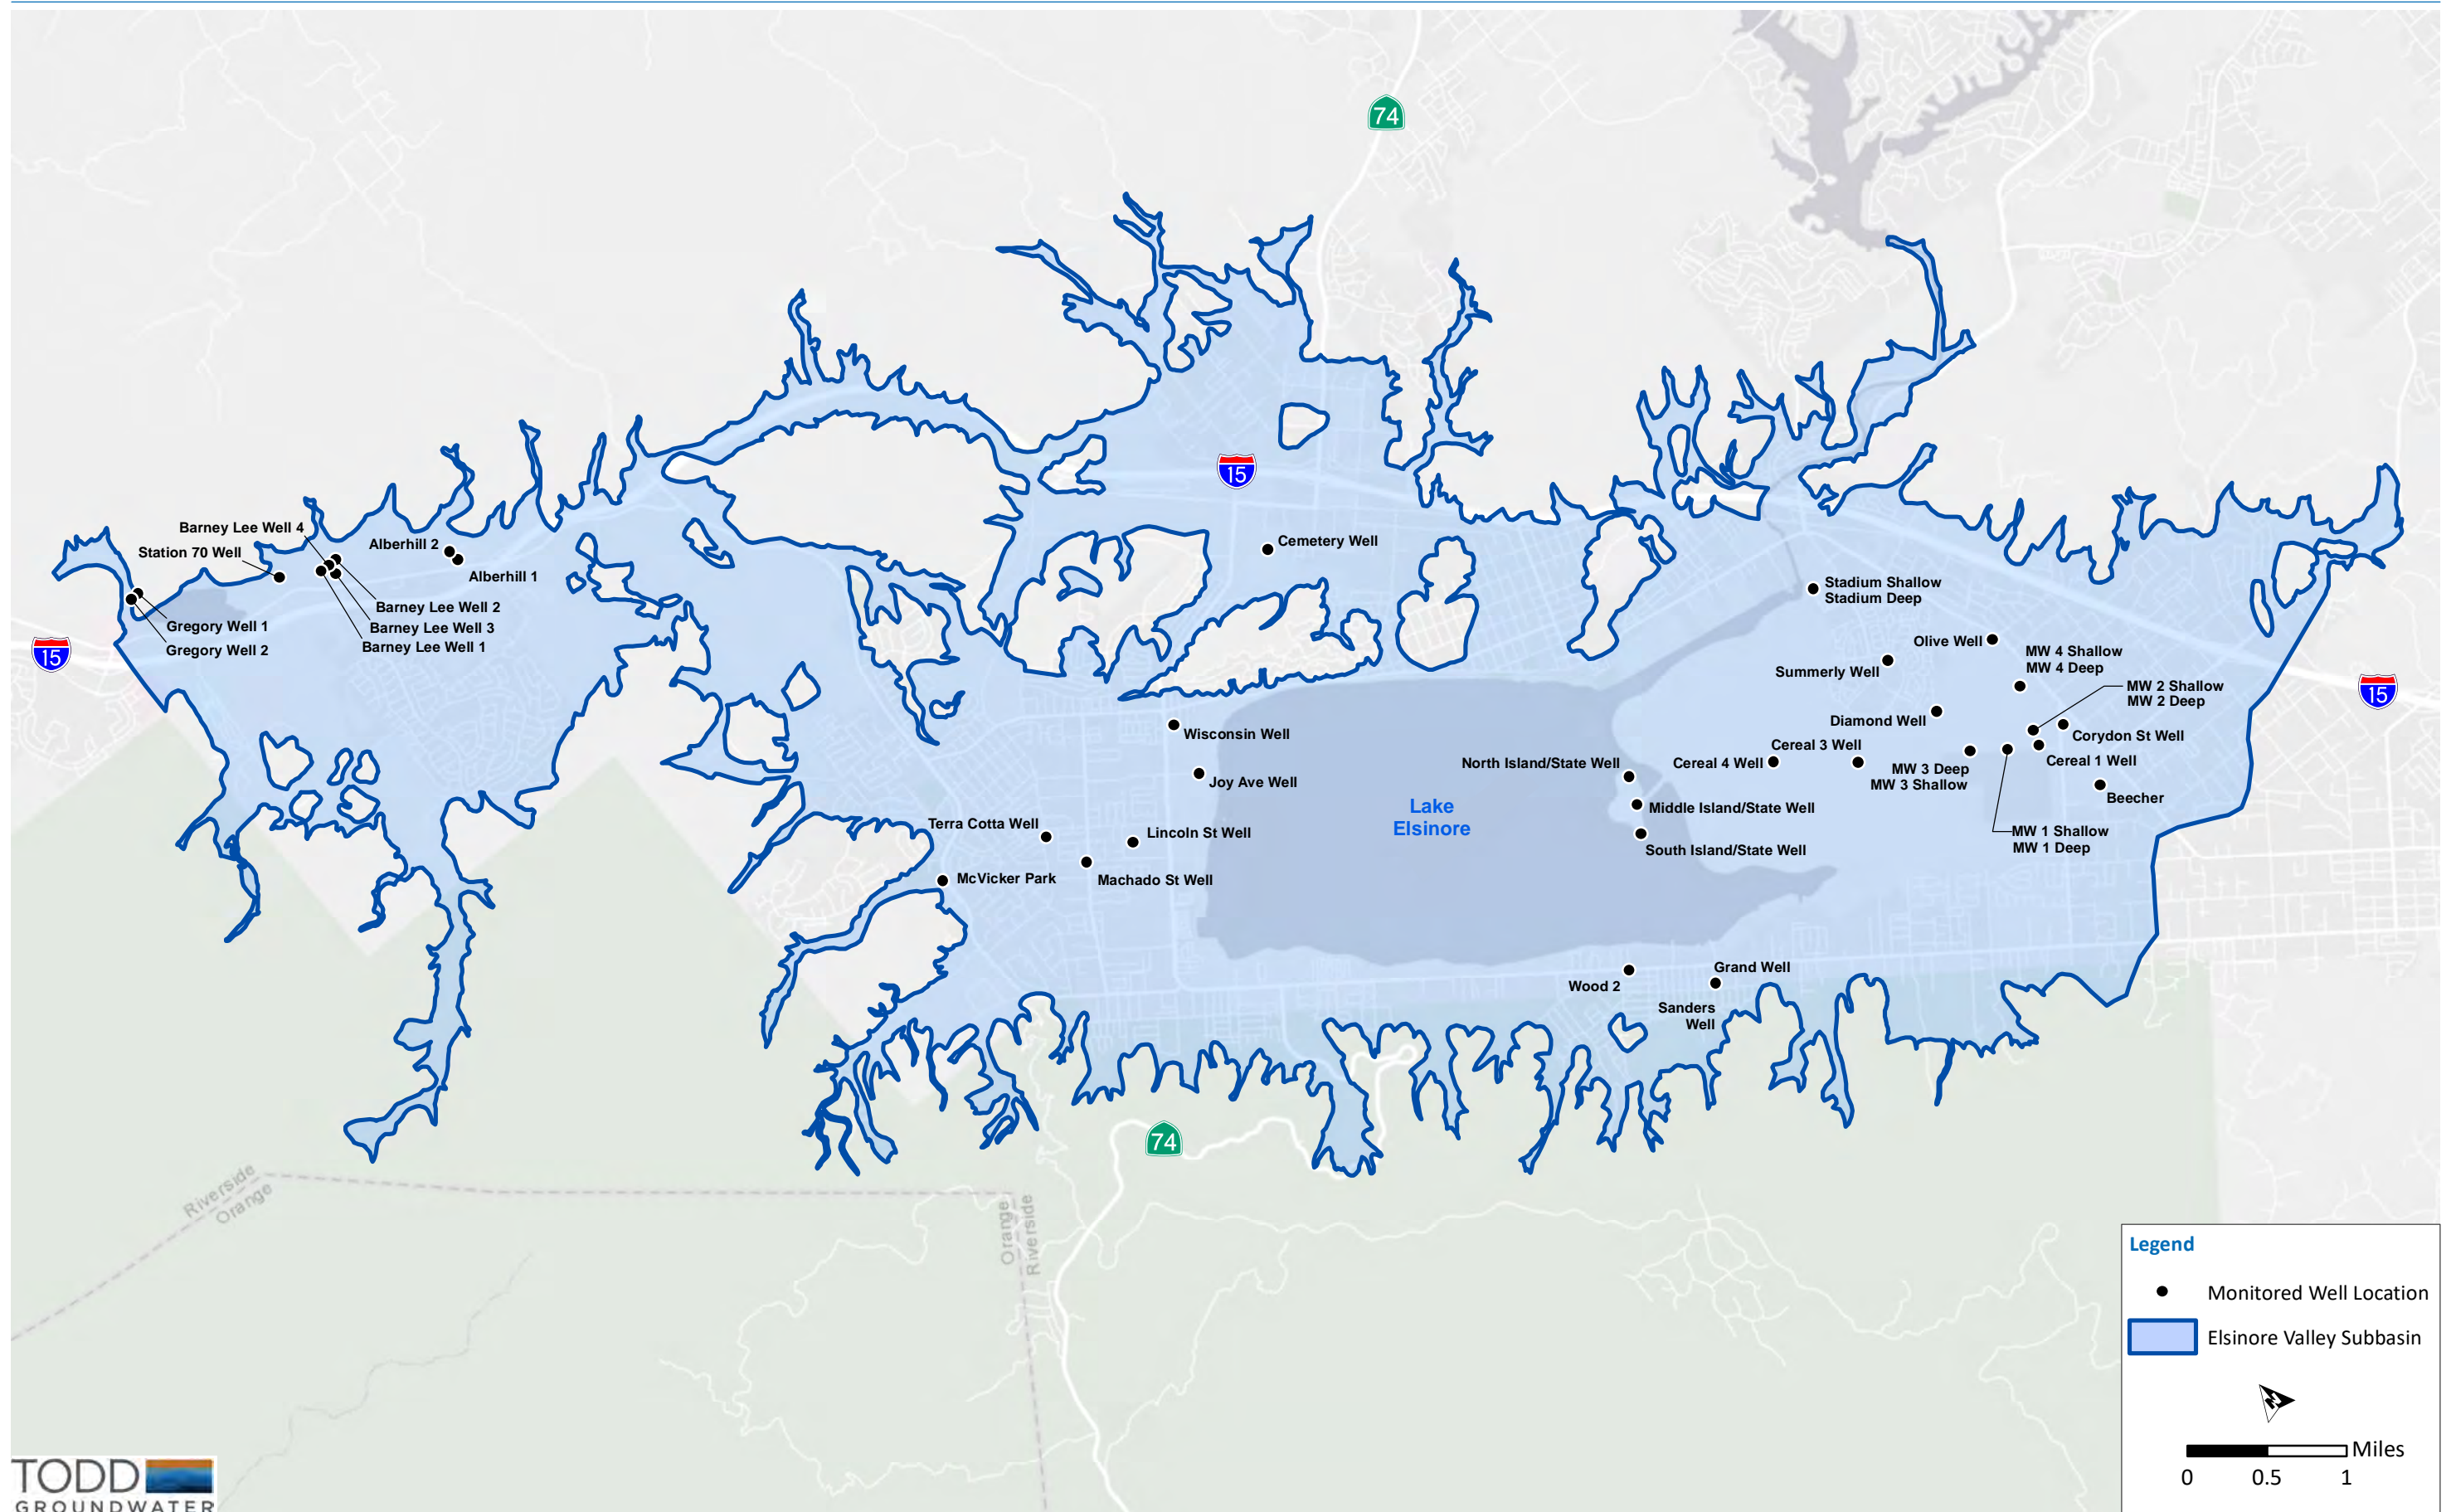 74
15
Cemetery Well
Barney Lee Well 4
Station 70 Well
Alberhill 2
Alberhill 1
Barney Lee Well 2
Barney Lee Well 3
Barney Lee Well 1
Gregory Well 1
Gregory Well 2
15
Stadium Shallow
Stadium Deep
Olive Well
MW 4 Shallow
MW 4 Deep
Summerly Well
MW 2 Shallow
MW 2 Deep
15
Diamond Well
Corydon St Well
Wisconsin Well
Cereal 3 Well
Cereal 4 Well
North Island/State Well
Cereal 1 Well
MW 3 Deep
MW 3 Shallow
Joy Ave Well
Beecher
Lake
Elsinore
Middle Island/State Well
Terra Cotta Well
Lincoln St Well
MW 1 Shallow
MW 1 Deep
South Island/State Well
McVicker Park
Machado St Well
Grand Well
Wood 2
Sanders
Well
74
Riverside
Orange
Orange
Riverside
Legend
Monitored Well Location
Elsinore Valley Subbasin
N
Miles
0 0.5 1
TODD
GROUNDWATER